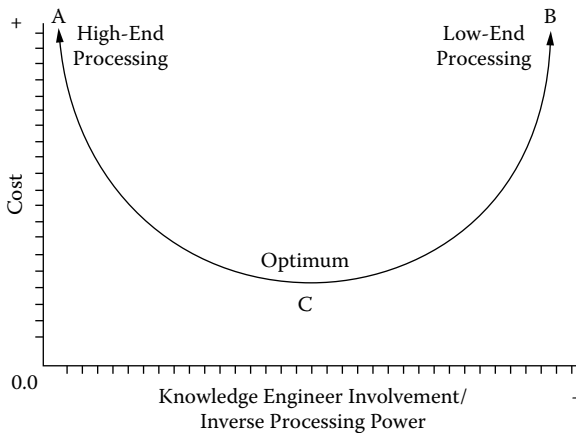 +
A
High-End
Processing
B
Low-End
Processing
Cost
Optimum
C
0.0
Knowledge Engineer Involvement/
Inverse Processing Power